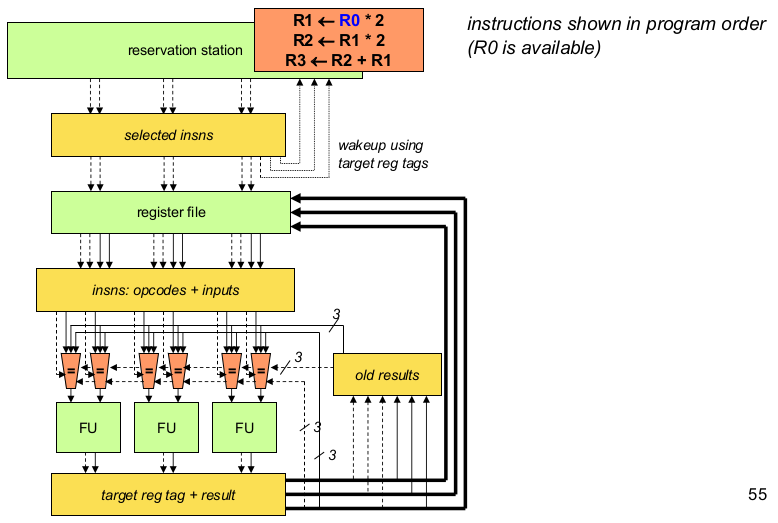 R1 ← R0 * 2
R2 ← R1 * 2
R3 ← R2 + R1
instructions shown in program order
(R0 is available)
reservation station
selected insns
wakeup using
target reg tags
register file
insns: opcodes + inputs
3
3
= = = = = =
old results
FU FU FU
3
3
target reg tag + result
55